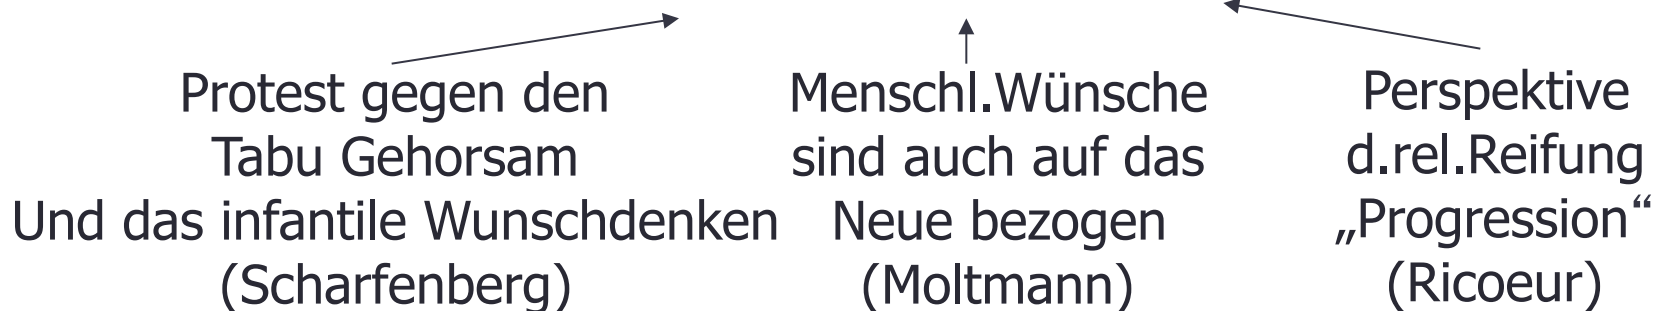 Protest gegen den
Tabu Gehorsam
Und das infantile Wunschdenken
(Scharfenberg)
Menschl.Wünsche
sind auch auf das
Neue bezogen
(Moltmann)
Perspektive
d.rel.Reifung
„Progression“
(Ricoeur)